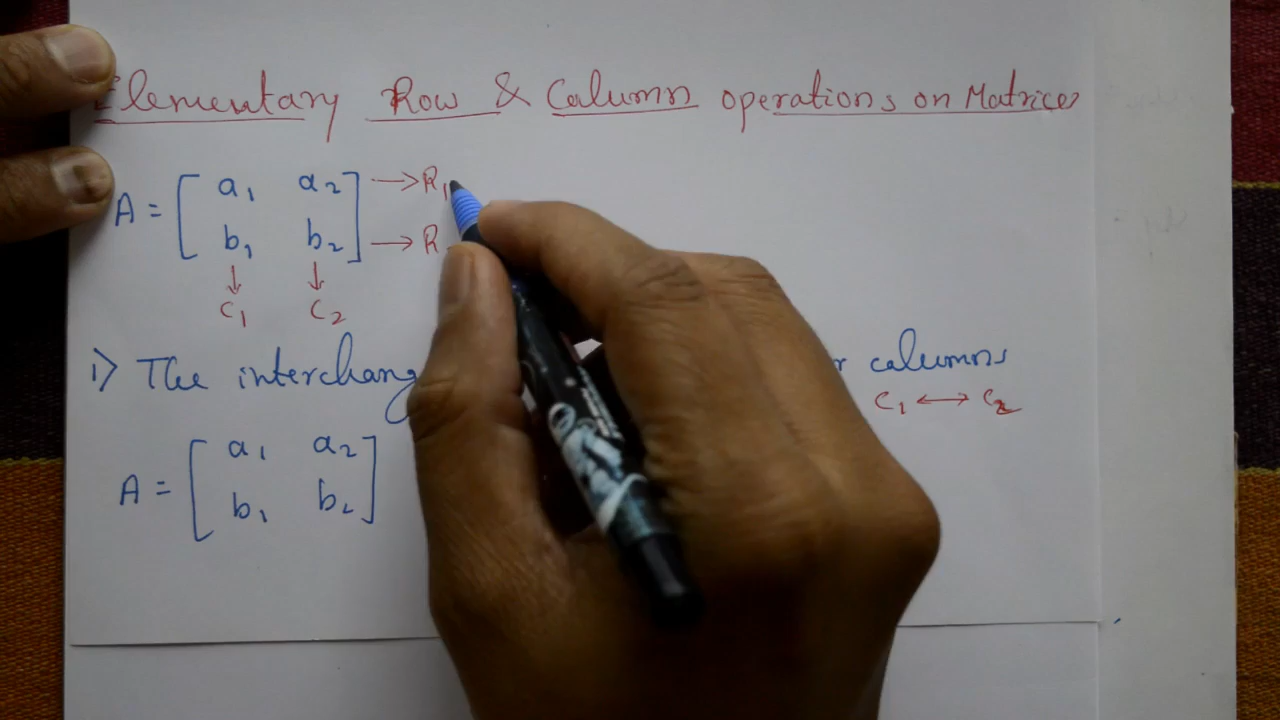 Elementary Row & Column operations on Matrices
A = [ a1 a2 ] → R1
[ b1 b2 ] → R
↓ ↓
C1 C2
1) The interchang columns
C1 ↔ C2
A = [ a1 a2 ]
[ b1 b2 ]